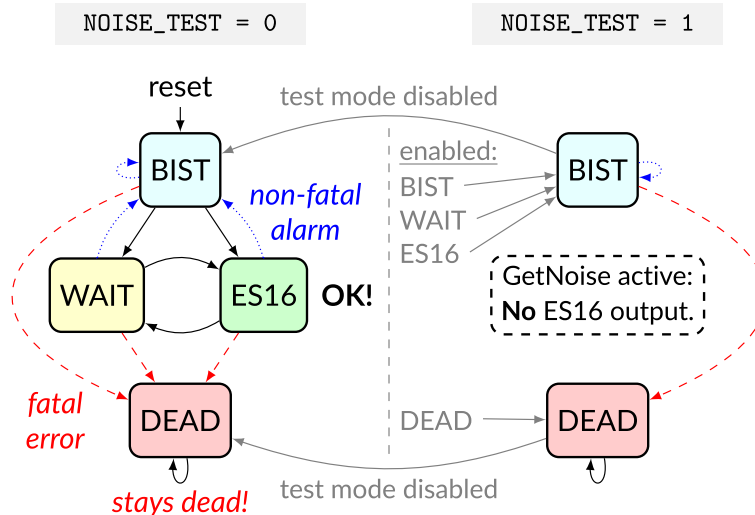 NOISE_TEST = 0
NOISE_TEST = 1
reset
test mode disabled
enabled:
BIST
BIST
BIST
WAIT
ES16
non-fatal
alarm
WAIT
ES16
OK!
GetNoise active:
No ES16 output.
fatal
error
DEAD
DEAD
DEAD
stays dead!
test mode disabled